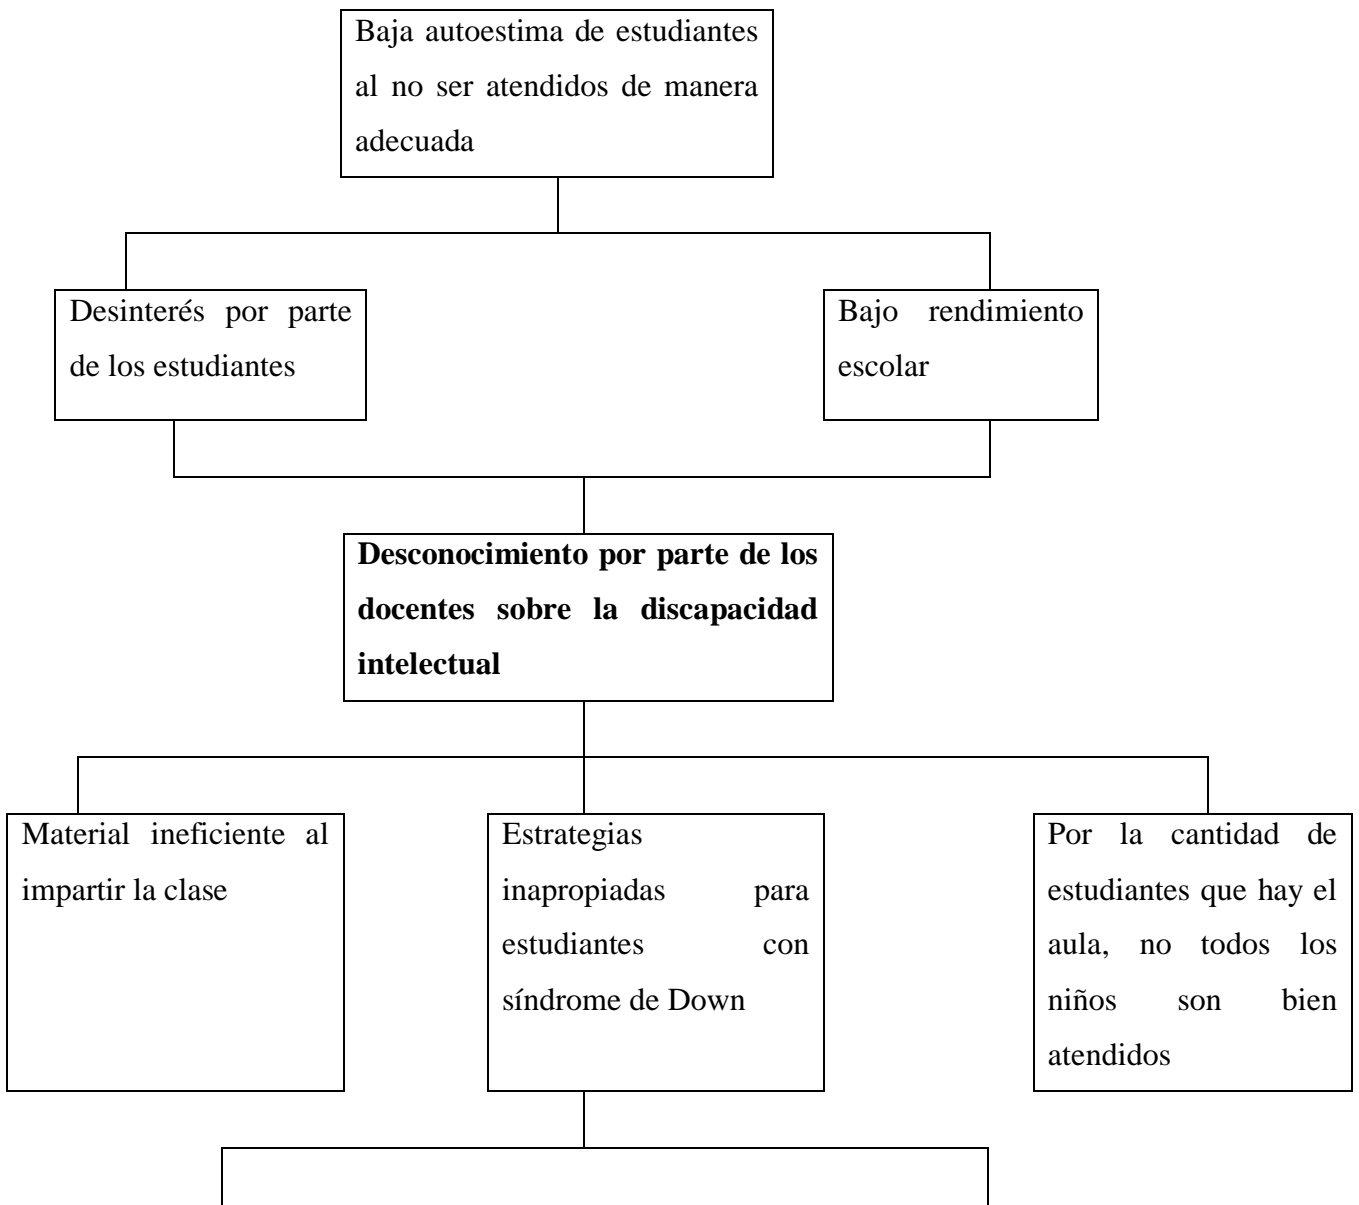 Baja autoestima de estudiantes
al no ser atendidos de manera
adecuada
Desinterés por parte
de los estudiantes
Bajo rendimiento
escolar
Desconocimiento por parte de los
docentes sobre la discapacidad
intelectual
Material ineficiente al
impartir la clase
Estrategias
inapropiadas para
estudiantes con
síndrome de Down
Por la cantidad de
estudiantes que hay el
aula, no todos los
niños son bien
atendidos